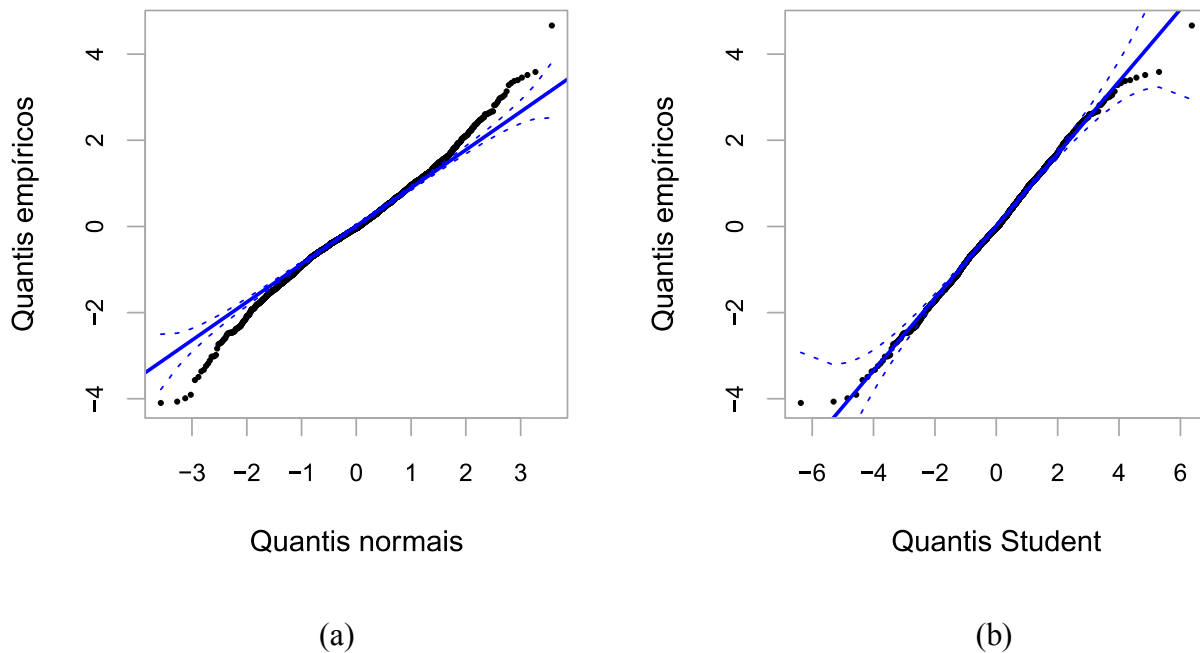 Quantis empíricos
4
2
0
−2
−4
−3 −2 −1 0 1 2 3
Quantis normais
(a)
Quantis empíricos
4
2
0
−2
−4
−6 −4 −2 0 2 4 6
Quantis Student
(b)